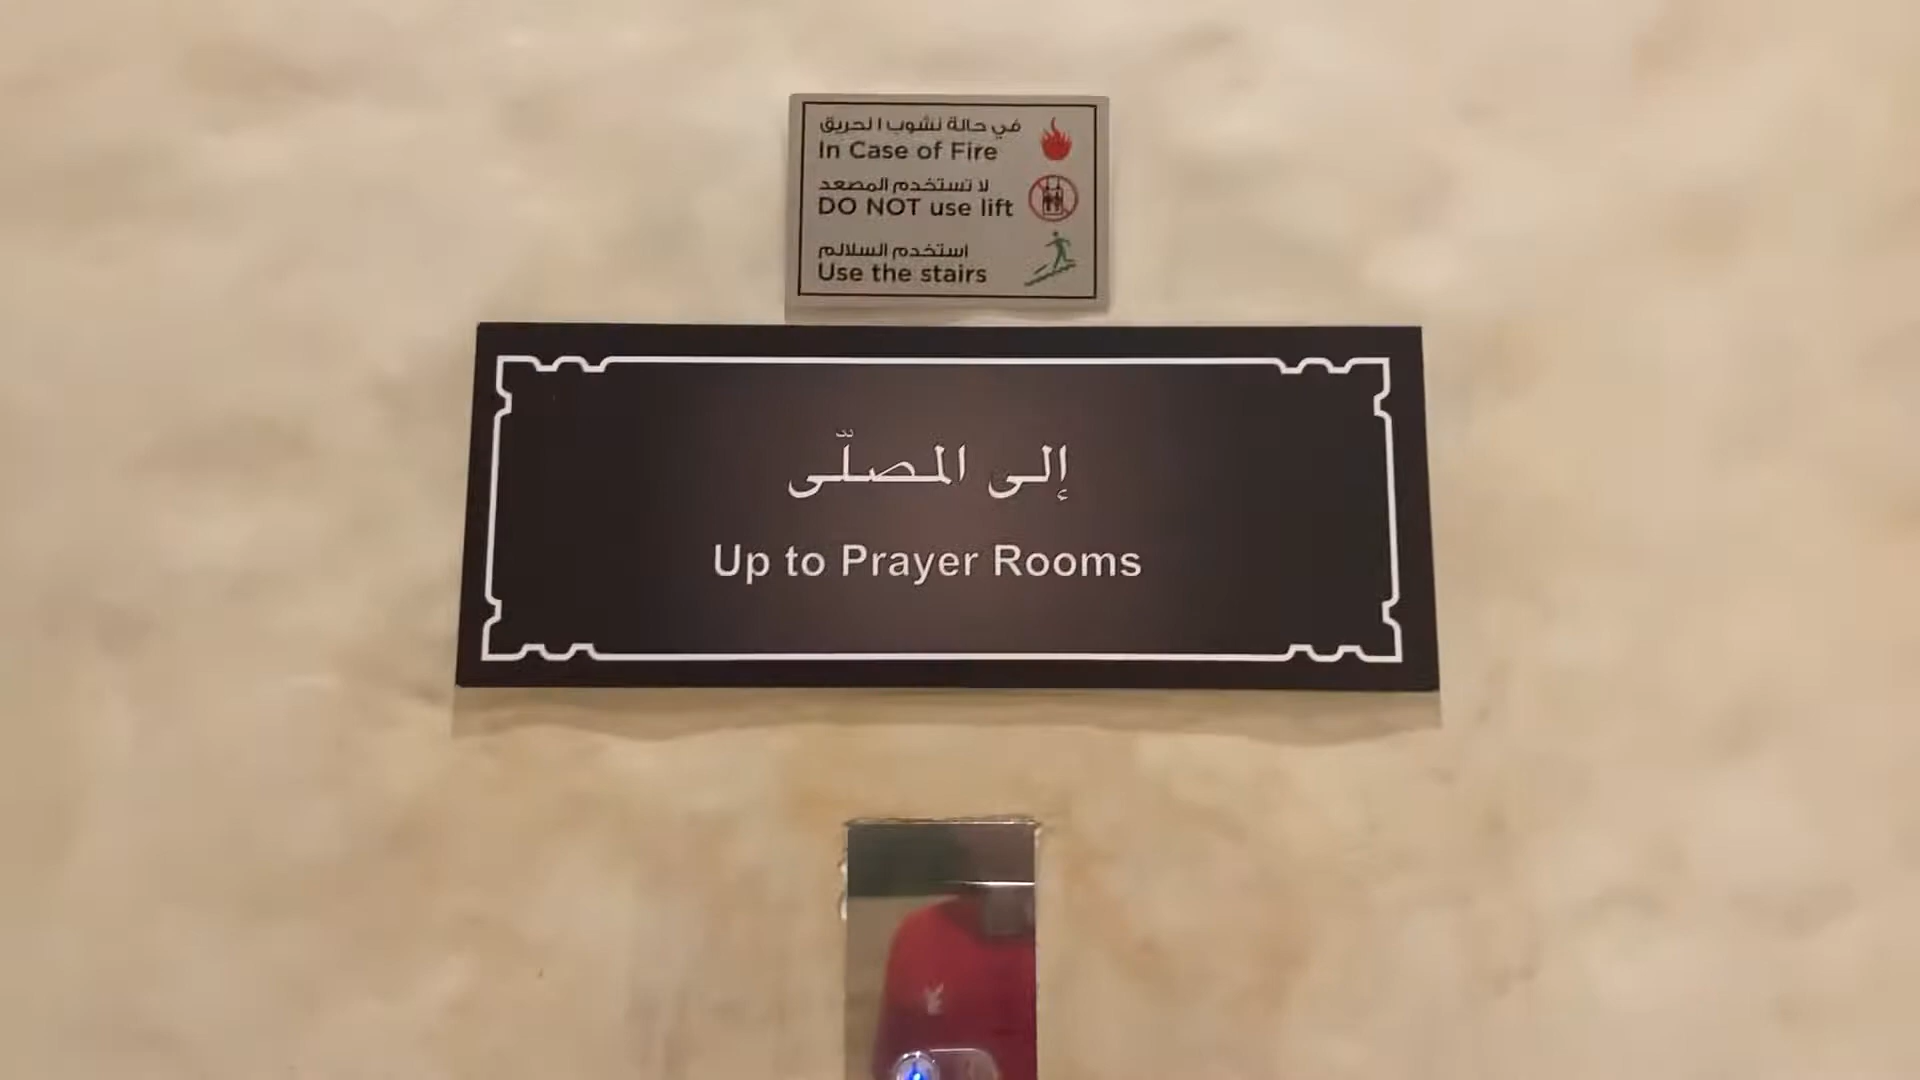 في حالة نشوب الحريق
In Case of Fire
لا تستخدم المصعد
DO NOT use lift
استخدم السلالم
Use the stairs
إلى المصلّى
Up to Prayer Rooms